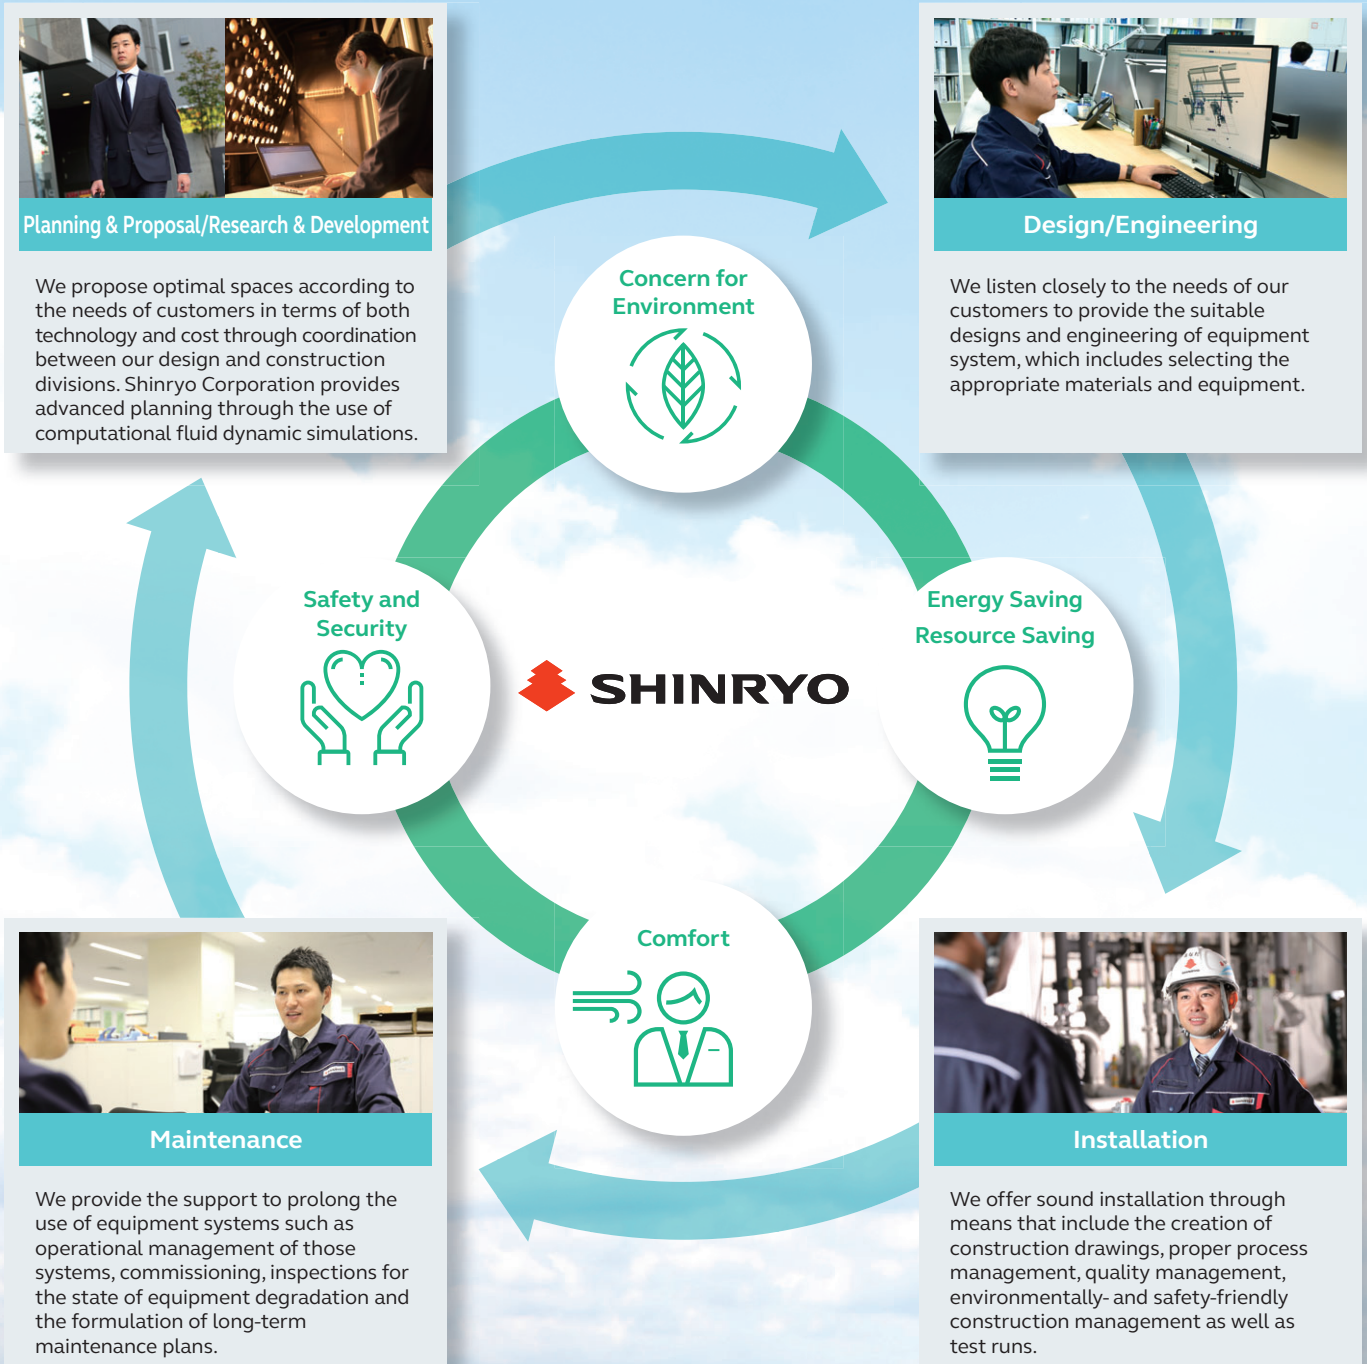 Planning & Proposal/Research & Development
We propose optimal spaces according to
the needs of customers in terms of both
technology and cost through coordination
between our design and construction
divisions. Shinryo Corporation provides
advanced planning through the use of
computational fluid dynamic simulations.
Design/Engineering
We listen closely to the needs of our
customers to provide the suitable
designs and engineering of equipment
system, which includes selecting the
appropriate materials and equipment.
Concern for
Environment
Safety and
Security
SHINRYO
Energy Saving
Resource Saving
Comfort
Maintenance
We provide the support to prolong the
use of equipment systems such as
operational management of those
systems, commissioning, inspections for
the state of equipment degradation and
the formulation of long-term
maintenance plans.
Installation
We offer sound installation through
means that include the creation of
construction drawings, proper process
management, quality management,
environmentally- and safety-friendly
construction management as well as
test runs.